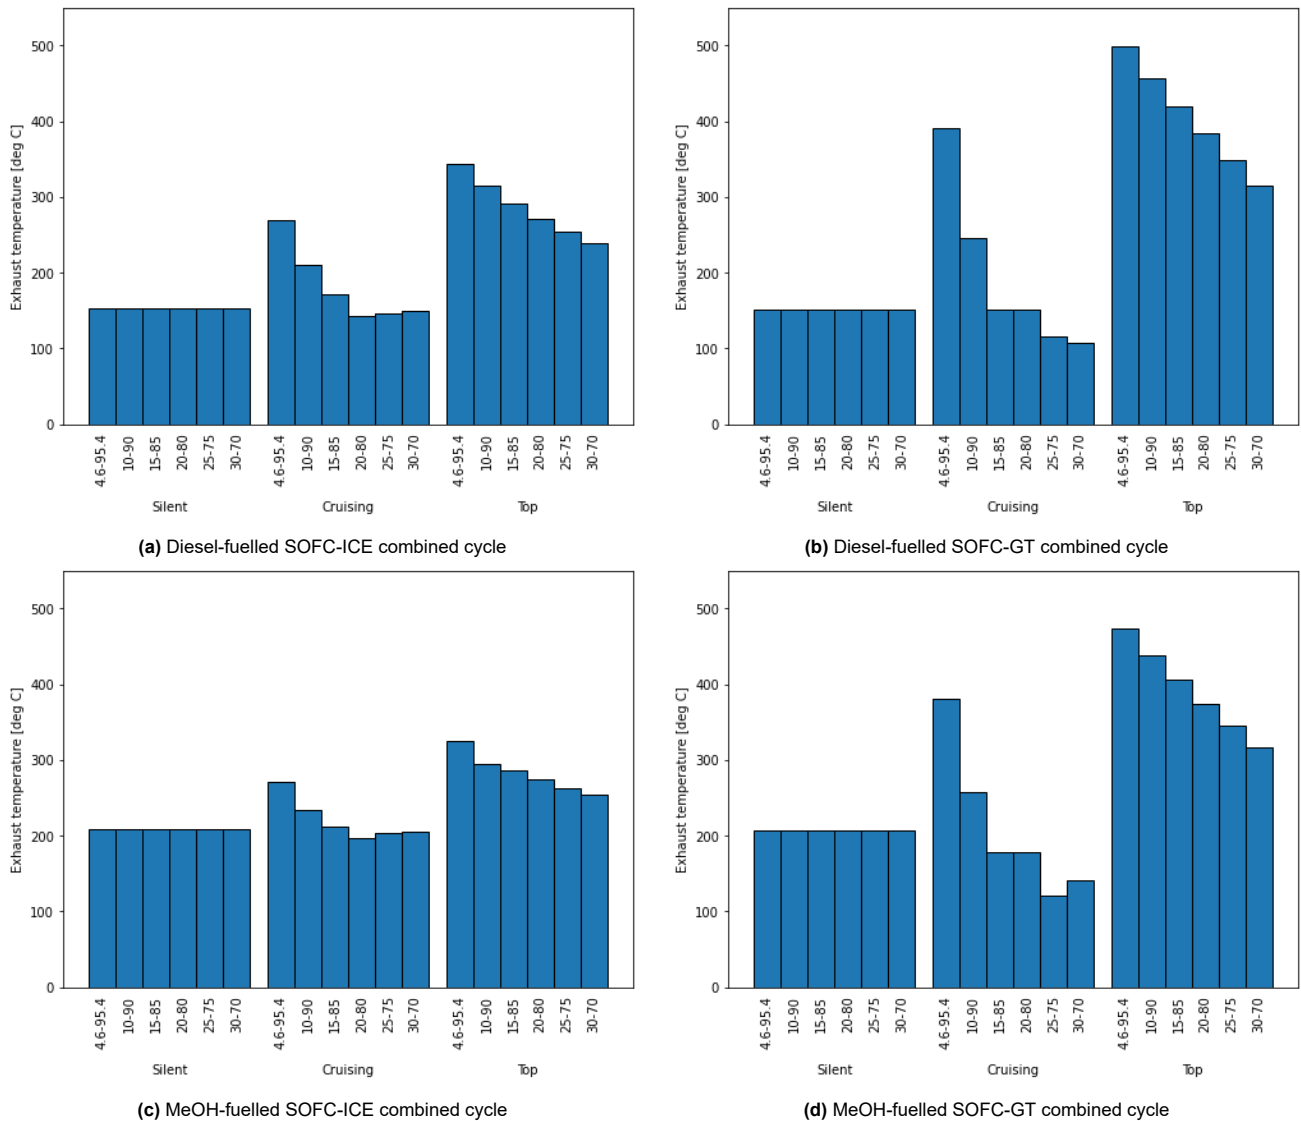 Exhaust temperature [deg C]
500
400
300
200
100
0
4.6-95.4 10-90 15-85 20-80 25-75 30-70 4.6-95.4 10-90 15-85 20-80 25-75 30-70 4.6-95.4 10-90 15-85 20-80 25-75 30-70
Silent Cruising Top
(a) Diesel-fuelled SOFC-ICE combined cycle
Exhaust temperature [deg C]
500
400
300
200
100
0
4.6-95.4 10-90 15-85 20-80 25-75 30-70 4.6-95.4 10-90 15-85 20-80 25-75 30-70 4.6-95.4 10-90 15-85 20-80 25-75 30-70
Silent Cruising Top
(b) Diesel-fuelled SOFC-GT combined cycle
Exhaust temperature [deg C]
500
400
300
200
100
0
4.6-95.4 10-90 15-85 20-80 25-75 30-70 4.6-95.4 10-90 15-85 20-80 25-75 30-70 4.6-95.4 10-90 15-85 20-80 25-75 30-70
Silent Cruising Top
(c) MeOH-fuelled SOFC-ICE combined cycle
Exhaust temperature [deg C]
500
400
300
200
100
0
4.6-95.4 10-90 15-85 20-80 25-75 30-70 4.6-95.4 10-90 15-85 20-80 25-75 30-70 4.6-95.4 10-90 15-85 20-80 25-75 30-70
Silent Cruising Top
(d) MeOH-fuelled SOFC-GT combined cycle